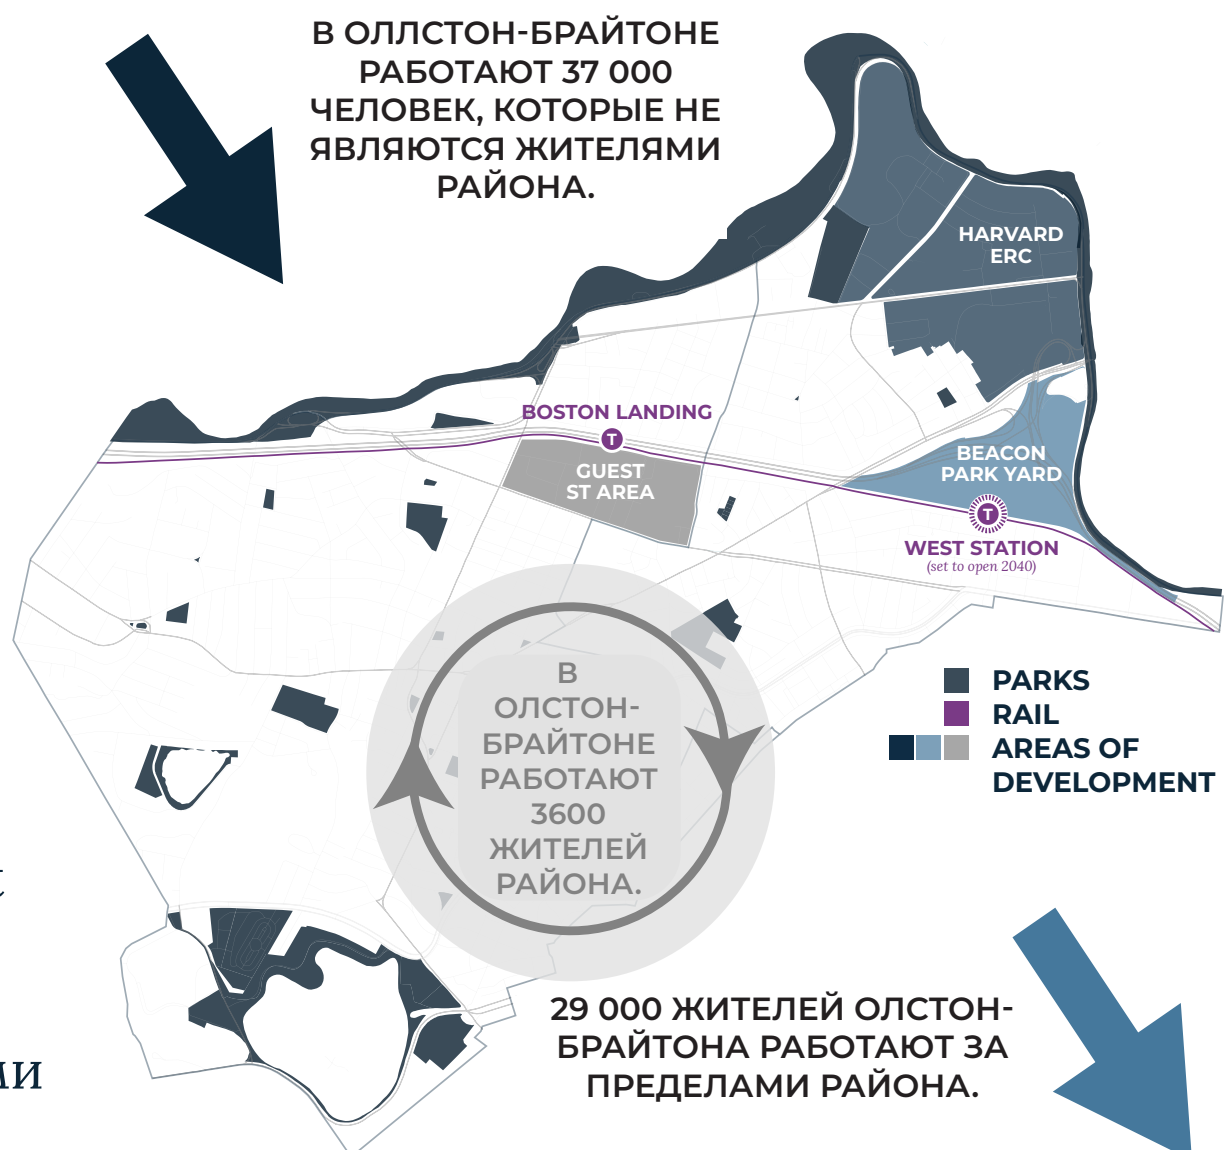 В ОЛЛСТОН-БРАЙТОНЕ
РАБОТАЮТ 37 000
ЧЕЛОВЕК, КОТОРЫЕ НЕ
ЯВЛЯЮТСЯ ЖИТЕЛЯМИ
РАЙОНА.
HARVARD
ERC
BOSTON LANDING
T
GUEST
ST AREA
BEACON
PARK YARD
T
WEST STATION
(set to open 2040)
В
ОЛСТОН-
БРАЙТОНЕ
РАБОТАЮТ
3600
ЖИТЕЛЕЙ
РАЙОНА.
PARKS
RAIL
AREAS OF
DEVELOPMENT
29 000 ЖИТЕЛЕЙ ОЛСТОН-
БРАЙТОНА РАБОТАЮТ ЗА
ПРЕДЕЛАМИ РАЙОНА.